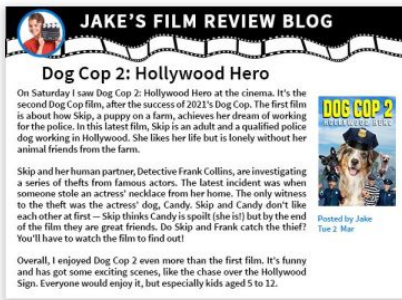 JAKE'S FILM REVIEW BLOG
Dog Cop 2: Hollywood Hero
On Saturday I saw Dog Cop 2: Hollywood Hero at the cinema. It's the
second Dog Cop film, after the success of 2021's Dog Cop. The first film
is about how Skip, a puppy on a farm, achieves her dream of working
for the police. In this latest film, Skip is an adult and a qualified police
dog working in Hollywood. She likes her life but is lonely without her
animal friends from the farm.
Skip and her human partner, Detective Frank Collins, are investigating
a series of thefts from famous actors. The latest incident was when
someone stole an actress' necklace from her home. The only witness
to the theft was the actress' dog, Candy. Skip and Candy don't like
each other at first — Skip thinks Candy is spoilt (she is!) but by the end
of the film they are great friends. Do Skip and Frank catch the thief?
You'll have to watch the film to find out!
Overall, I enjoyed Dog Cop 2 even more than the first film. It's funny
and has got some exciting scenes, like the chase over the Hollywood
Sign. Everyone would enjoy it, but especially kids aged 5 to 12.
DOG COP 2
HOLLYWOOD HERO
Posted by Jake
Tue 2 Mar